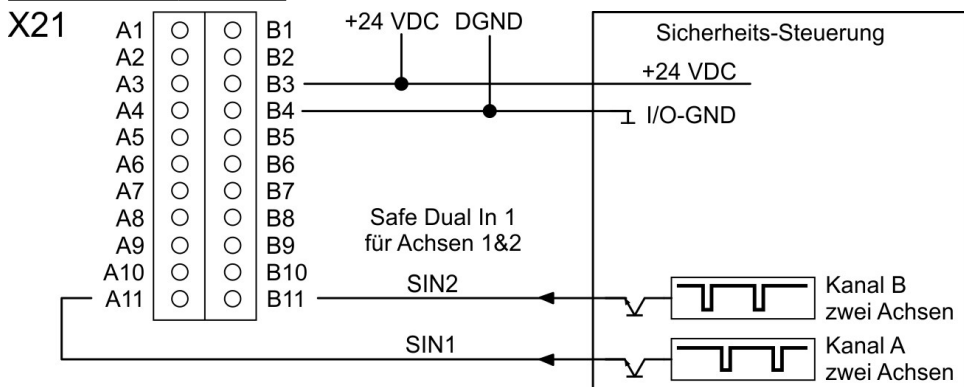 X21
+24 VDC DGND
Sicherheits-Steuerung
A1 B1
A2 B2
+24 VDC
A3 B3
A4 B4
I/O-GND
A5 B5
A6 B6
A7 B7
A8 B8
Safe Dual In 1
A9 B9
für Achsen 1&2
A10 B10
SIN2
Kanal B
A11 B11
zwei Achsen
SIN1
Kanal A
zwei Achsen